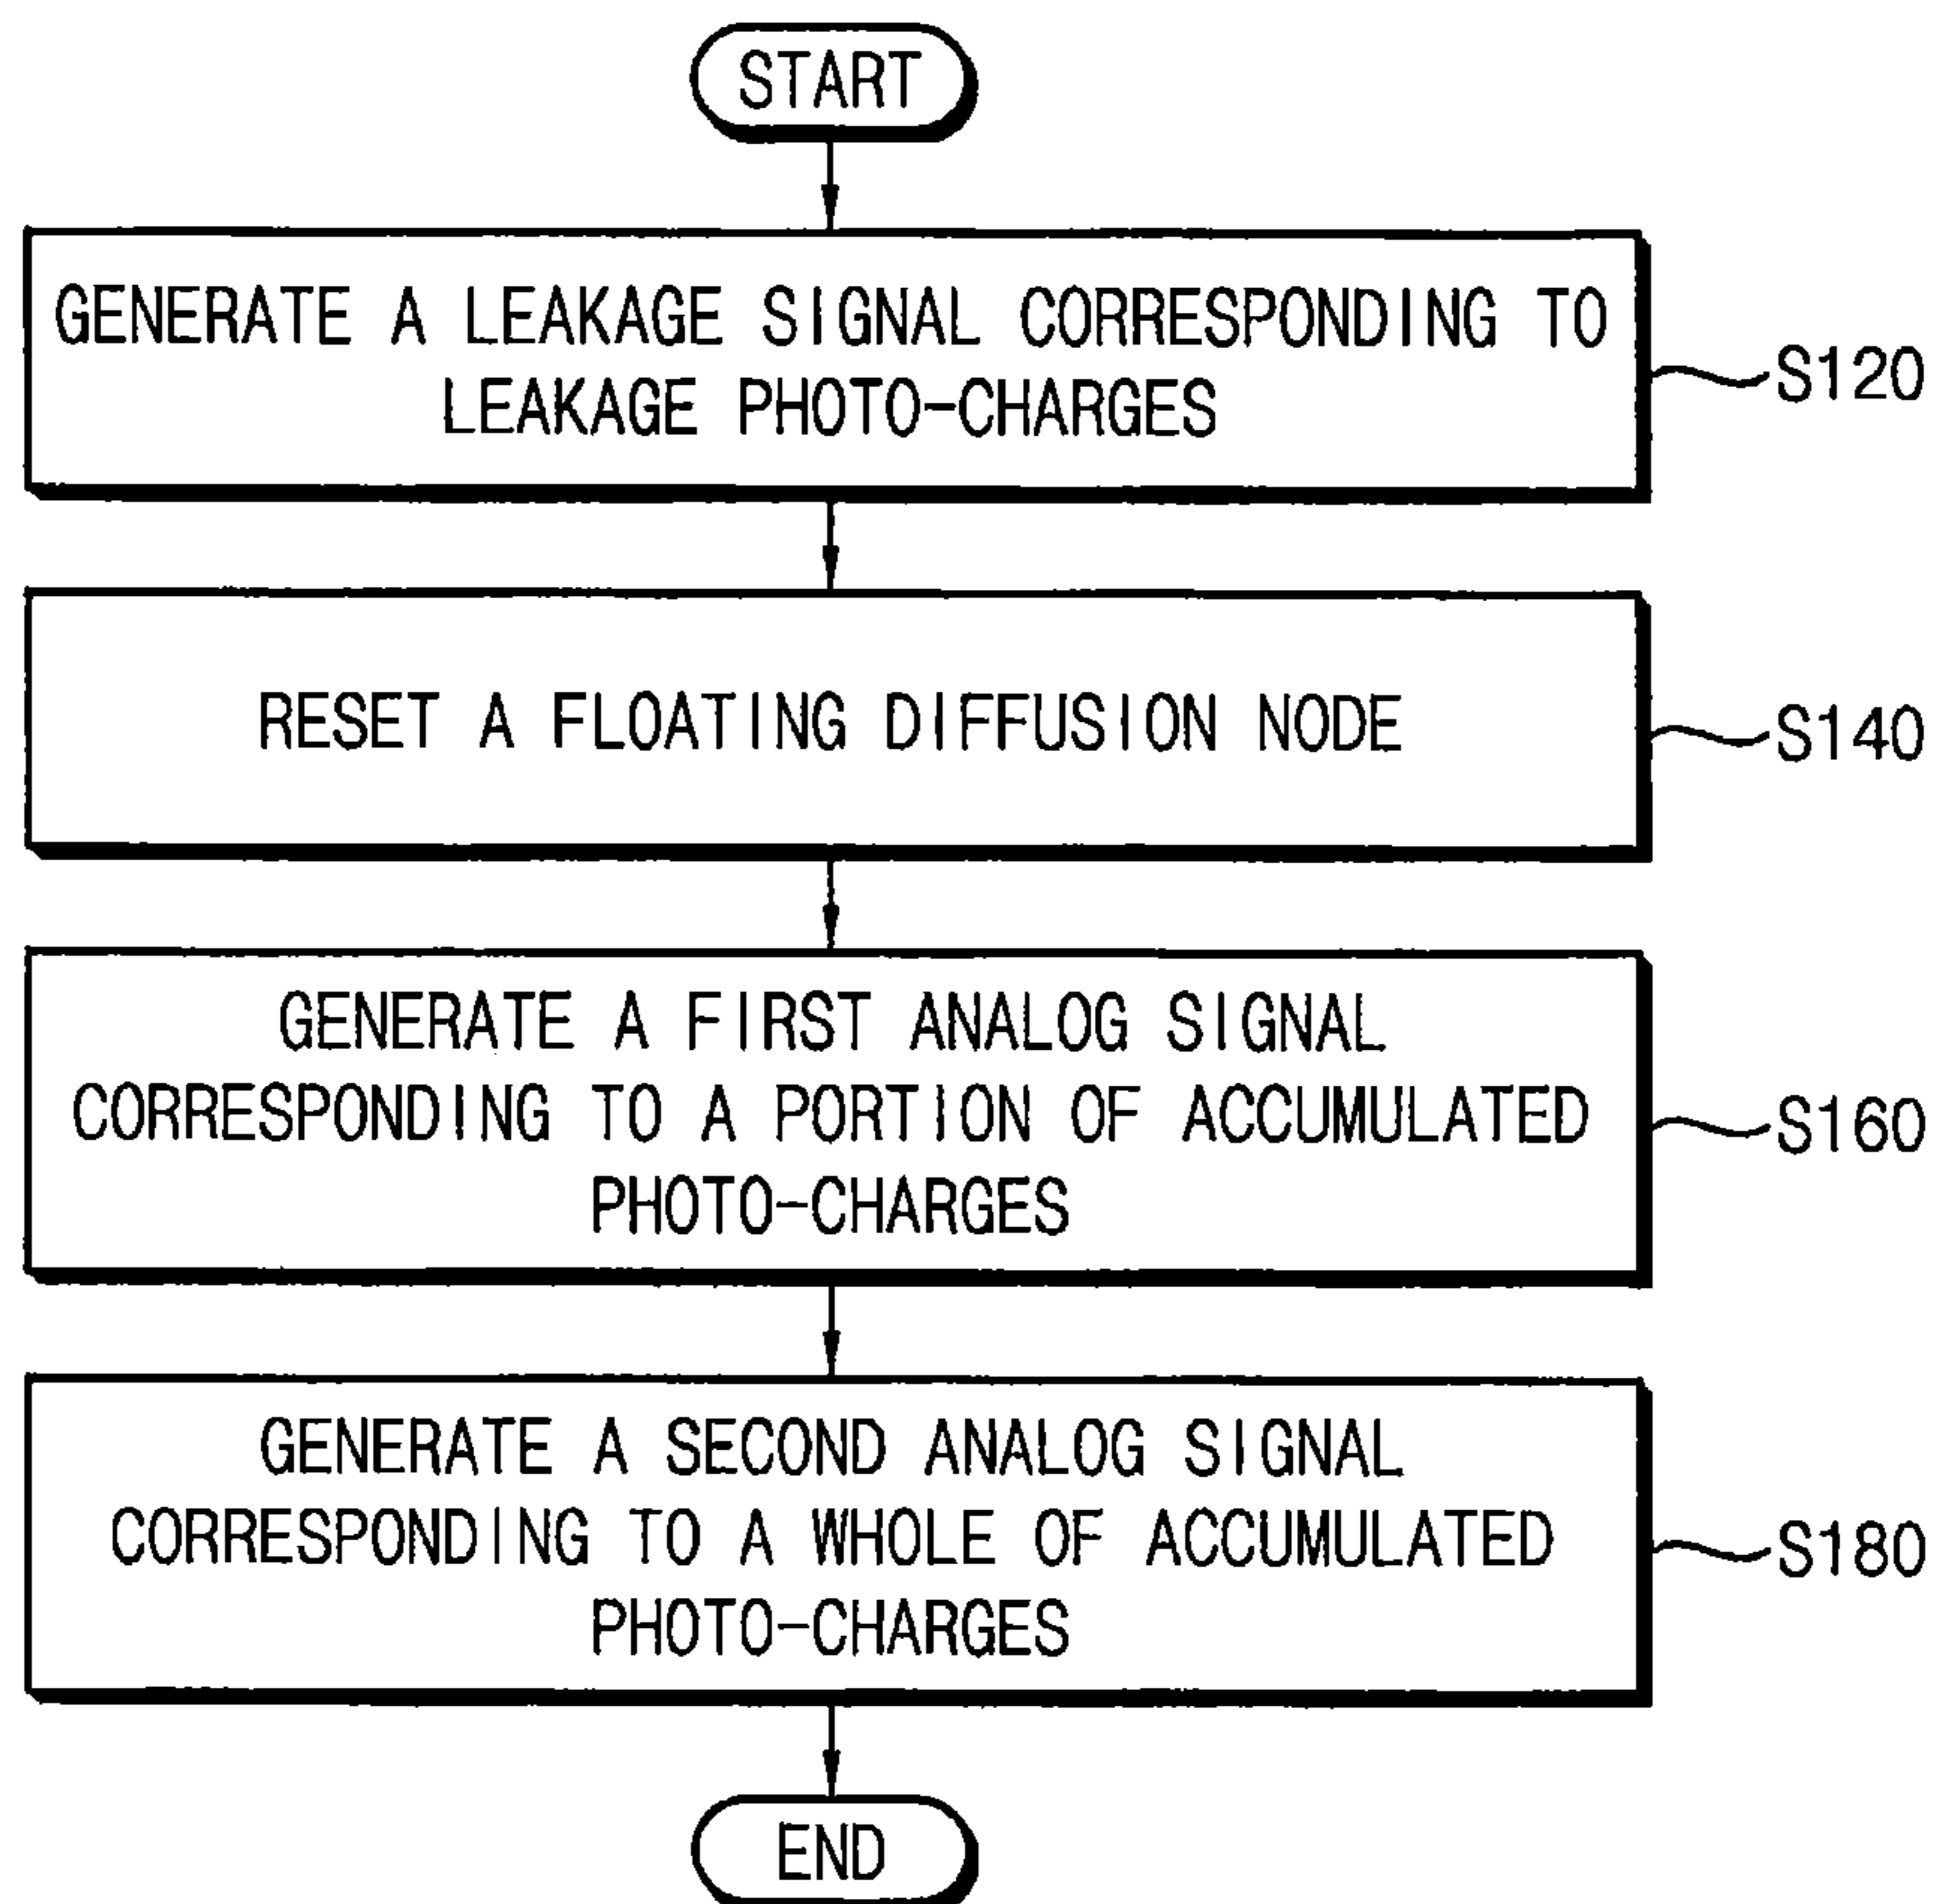 START
GENERATE A LEAKAGE SIGNAL CORRESPONDING TO
LEAKAGE PHOTO-CHARGES
S120
RESET A FLOATING DIFFUSION NODE
S140
GENERATE A FIRST ANALOG SIGNAL
CORRESPONDING TO A PORTION OF ACCUMULATED
PHOTO-CHARGES
S160
GENERATE A SECOND ANALOG SIGNAL
CORRESPONDING TO A WHOLE OF ACCUMULATED
PHOTO-CHARGES
S180
END